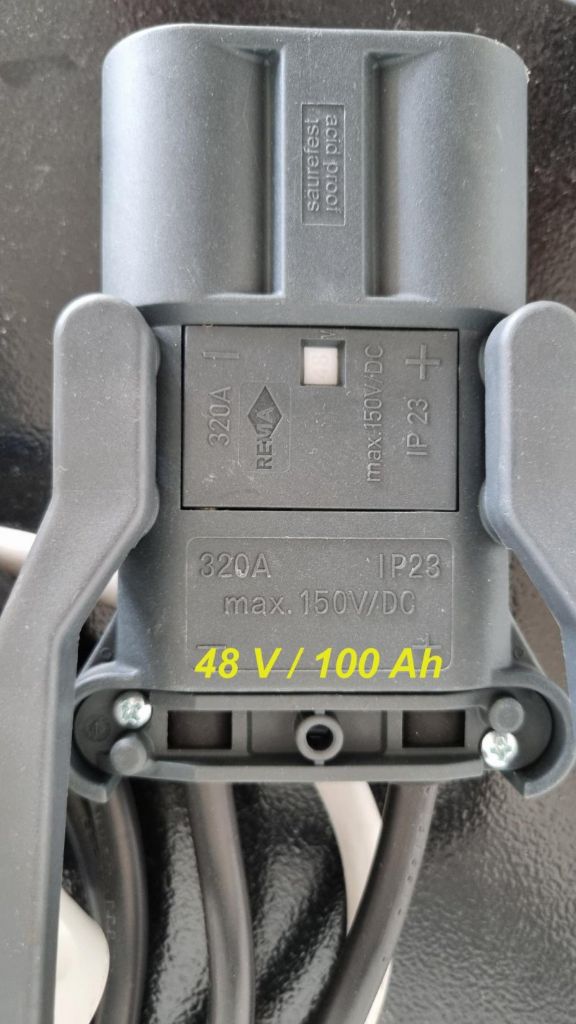 säurefest
acid proof
320A
REMA
max.150V/DC
IP 23
320A IP23
max. 150V/DC
48 V / 100 Ah